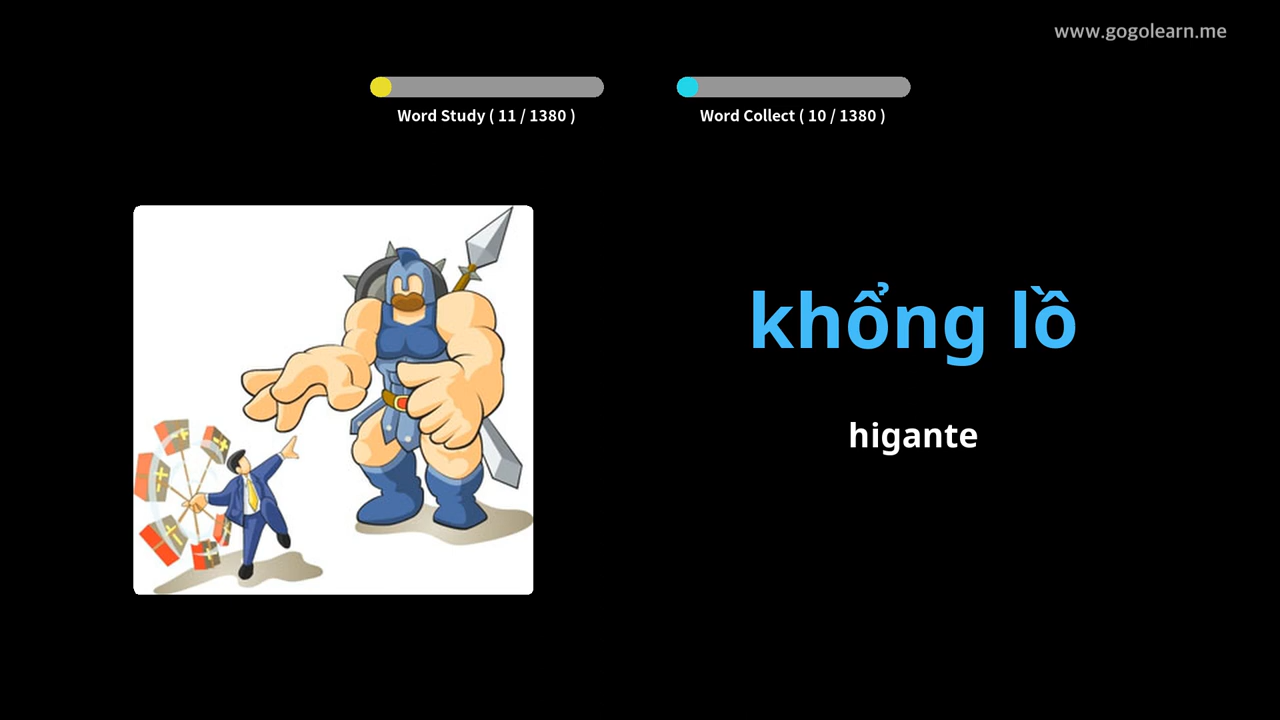 www.gogolearn.me
Word Study ( 11 / 1380 )
Word Collect ( 10 / 1380 )
khổng lồ
higante